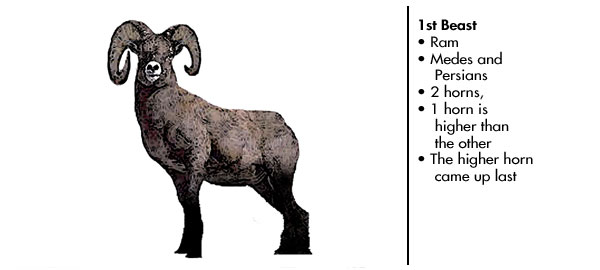 1st Beast
• Ram
• Medes and
Persians
• 2 horns,
• 1 horn is
higher than
the other
• The higher horn
came up last